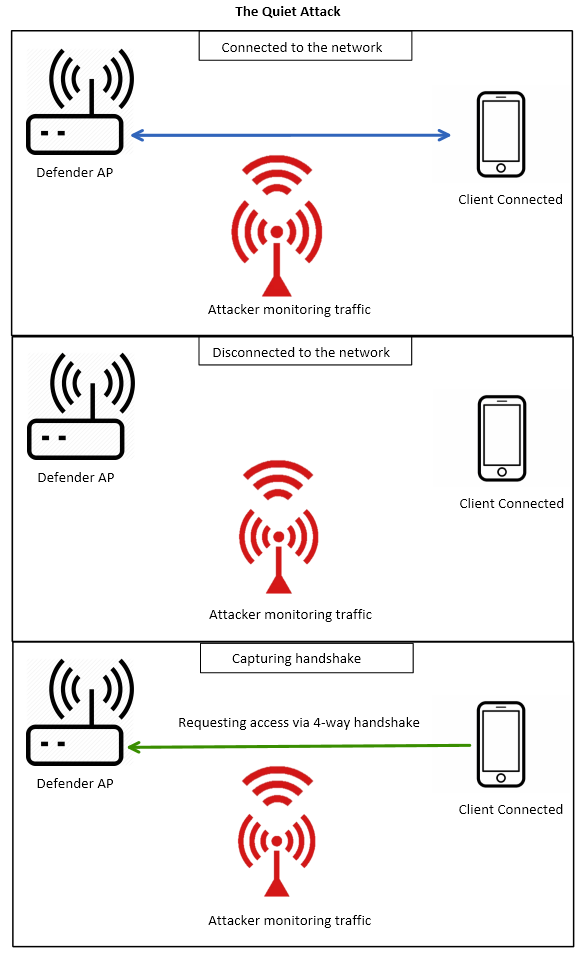 The Quiet Attack
Connected to the network
Defender AP
Client Connected
Attacker monitoring traffic
Disconnected to the network
Defender AP
Client Connected
Attacker monitoring traffic
Capturing handshake
Requesting access via 4-way handshake
Defender AP
Client Connected
Attacker monitoring traffic